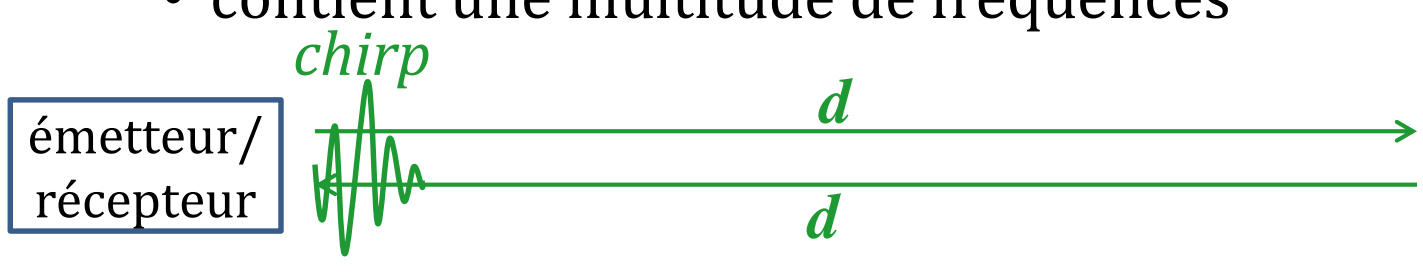 • contient une multitude de fréquences
chirp
d
émetteur/
récepteur
d